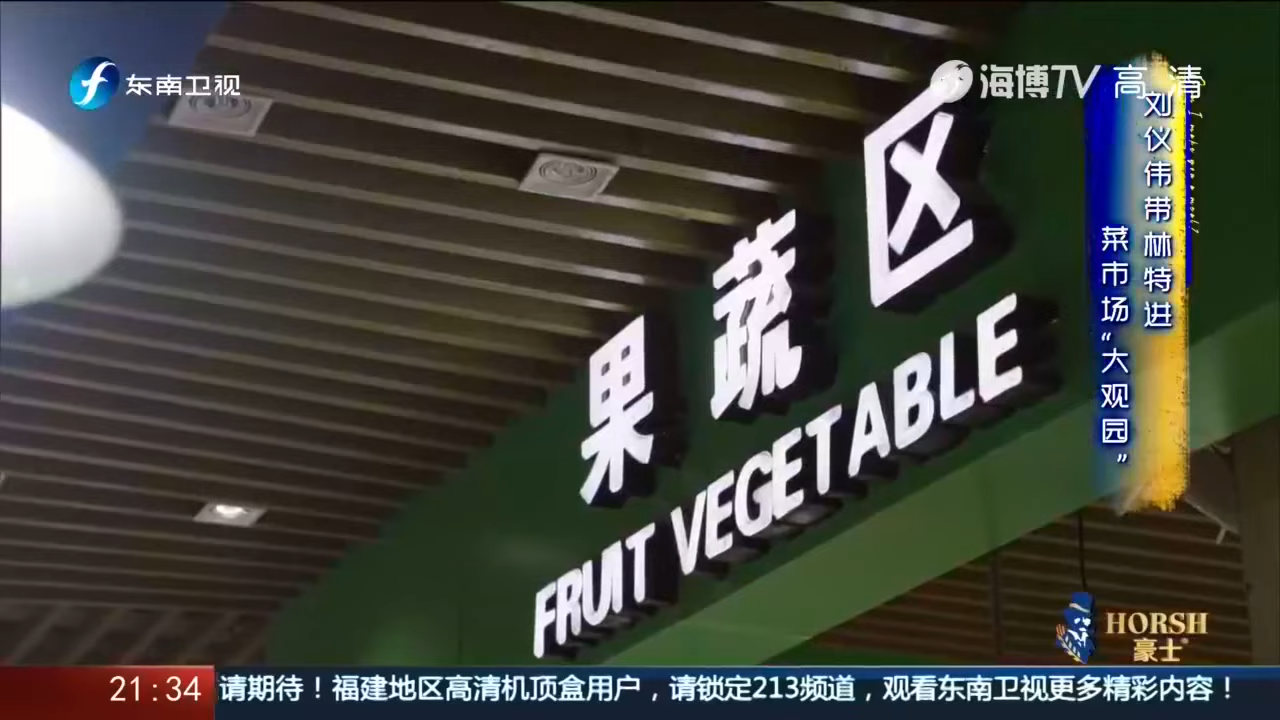 东南卫视
海博TV 高清
刘仪伟带林特进
菜市场“大观园”
果蔬区
FRUIT VEGETABLE
HORSH
豪士
21:34
请期待！福建地区高清机顶盒用户，请锁定213频道，观看东南卫视更多精彩内容！